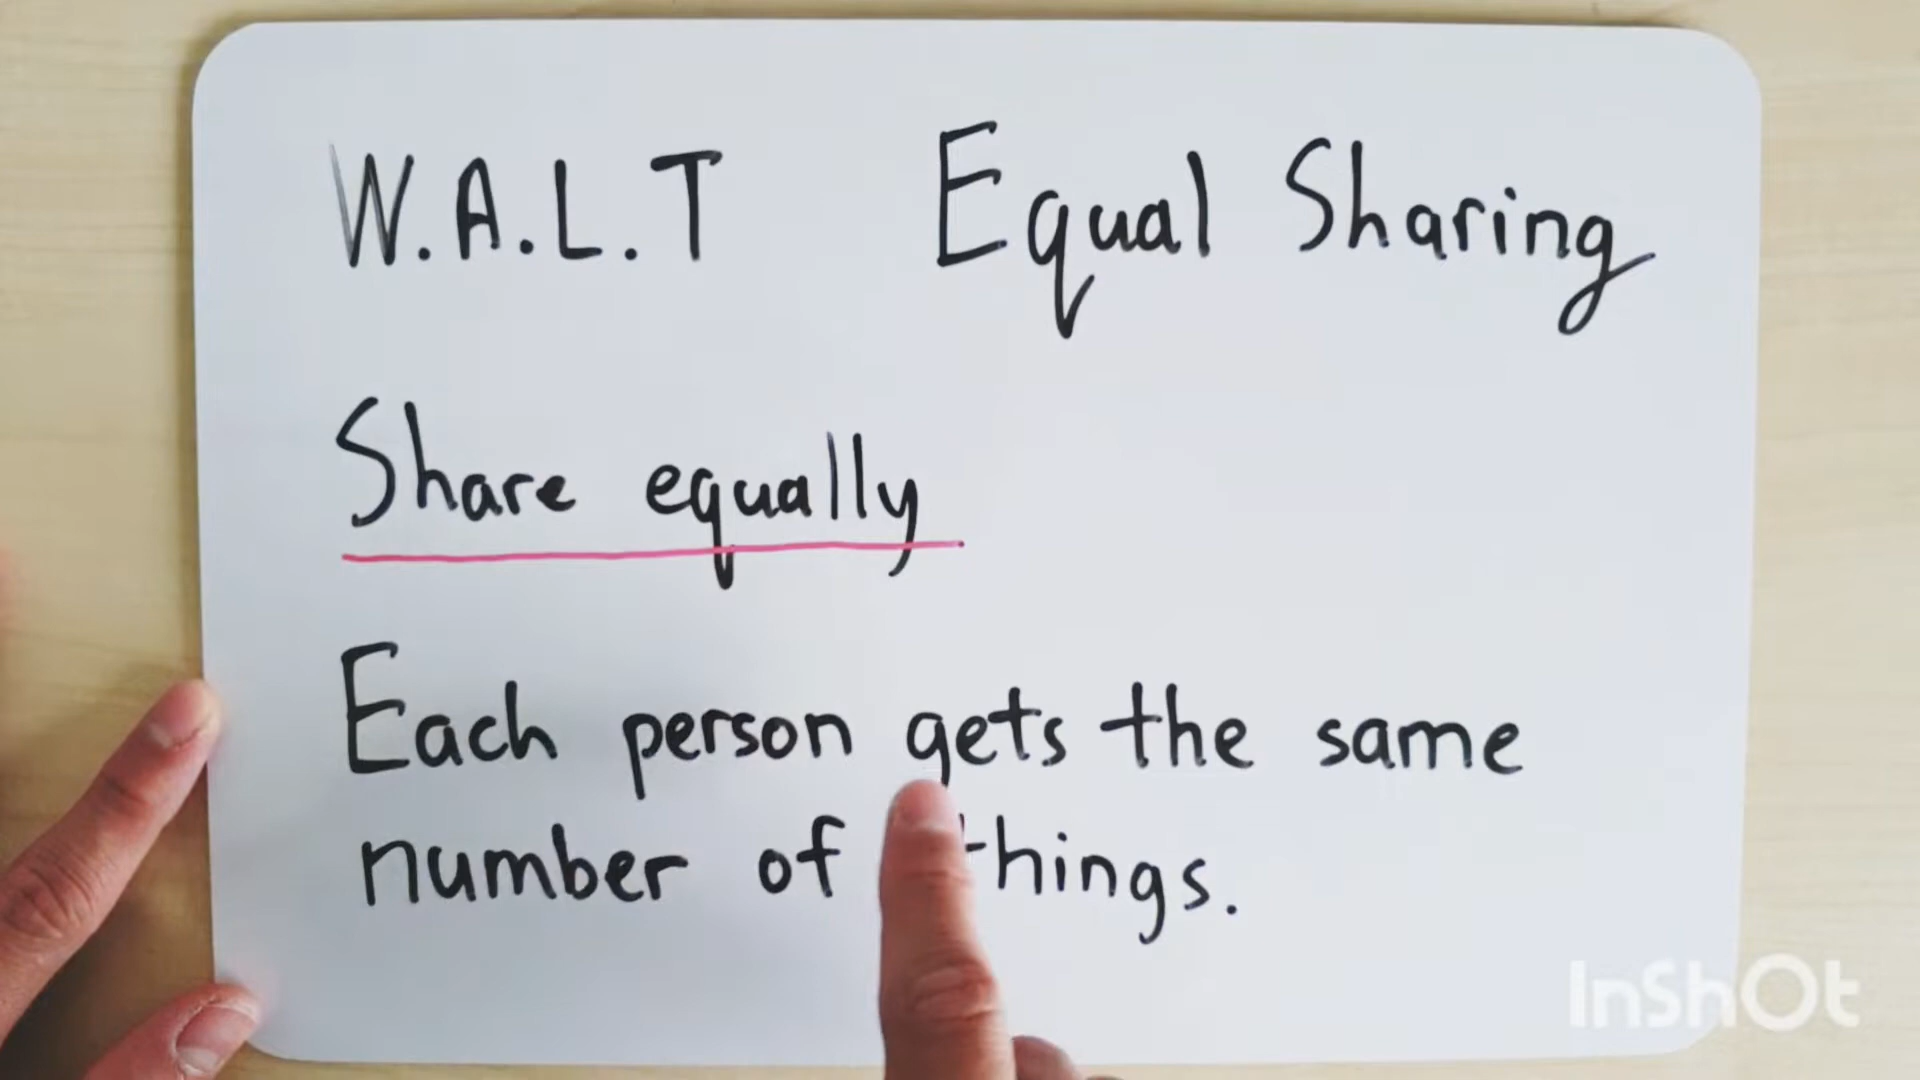 W.A.L.T Equal Sharing
Share equally
Each person gets the same
number of things.
InShOt